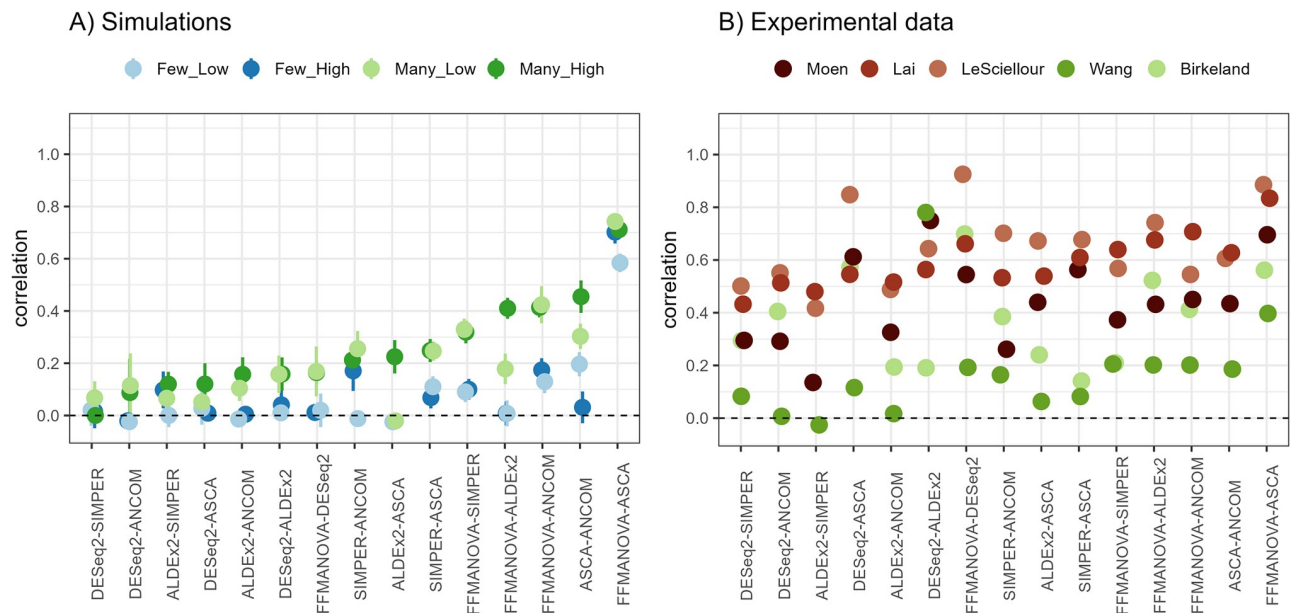 A) Simulations
Few_Low Few_High Many_Low Many_High
correlation
1.0
0.8
0.6
0.4
0.2
0.0
DESeq2-SIMPER
DESeq2-ANCOM
ALDEx2-SIMPER
DESeq2-ASCA
ALDEx2-ANCOM
DESeq2-ALDEx2
FFMANOVA-DESeq2
SIMPER-ANCOM
ALDEx2-ASCA
SIMPER-ASCA
FFMANOVA-SIMPER
FFMANOVA-ALDEx2
FFMANOVA-ANCOM
ASCA-ANCOM
FFMANOVA-ASCA
B) Experimental data
Moen Lai LeSciellour Wang Birkeland
correlation
1.0
0.8
0.6
0.4
0.2
0.0
DESeq2-SIMPER
DESeq2-ANCOM
ALDEx2-SIMPER
DESeq2-ASCA
ALDEx2-ANCOM
DESeq2-ALDEx2
FFMANOVA-DESeq2
SIMPER-ANCOM
ALDEx2-ASCA
SIMPER-ASCA
FFMANOVA-SIMPER
FFMANOVA-ALDEx2
FFMANOVA-ANCOM
ASCA-ANCOM
FFMANOVA-ASCA